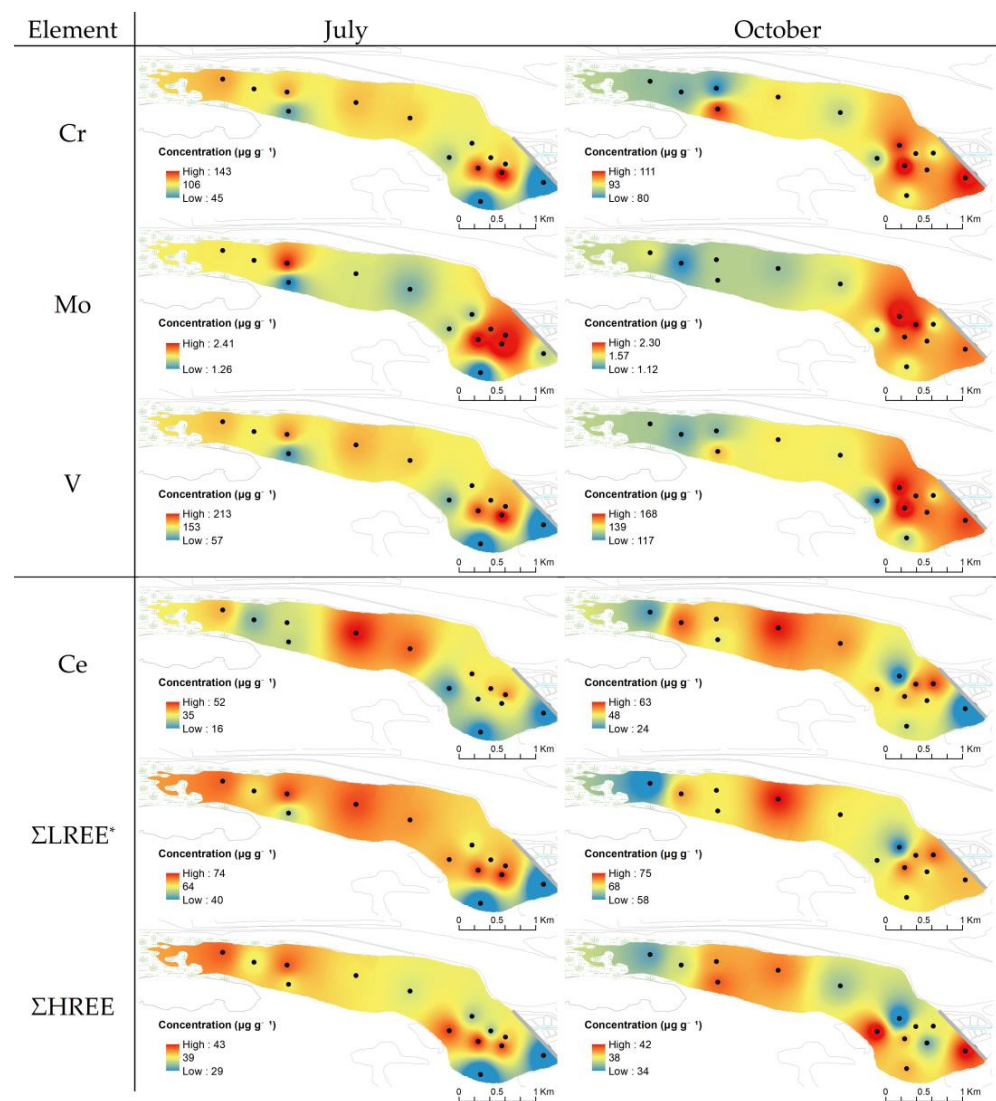 Element July October
Cr
Concentration (µg g⁻¹)
High : 143
106
Low : 45
0 0.5 1 Km
Concentration (µg g⁻¹)
High : 111
93
Low : 80
0 0.5 1 Km
Mo
Concentration (µg g⁻¹)
High : 2.41
Low : 1.26
0 0.5 1 Km
Concentration (µg g⁻¹)
High : 2.30
1.57
Low : 1.12
0 0.5 1 Km
V
Concentration (µg g⁻¹)
High : 213
153
Low : 57
0 0.5 1 Km
Concentration (µg g⁻¹)
High : 168
139
Low : 117
0 0.5 1 Km
Ce
Concentration (µg g⁻¹)
High : 52
35
Low : 16
0 0.5 1 Km
Concentration (µg g⁻¹)
High : 63
48
Low : 24
0 0.5 1 Km
ΣLREE*
Concentration (µg g⁻¹)
High : 74
64
Low : 40
0 0.5 1 Km
Concentration (µg g⁻¹)
High : 75
68
Low : 58
0 0.5 1 Km
ΣHREE
Concentration (µg g⁻¹)
High : 43
39
Low : 29
0 0.5 1 Km
Concentration (µg g⁻¹)
High : 42
38
Low : 34
0 0.5 1 Km